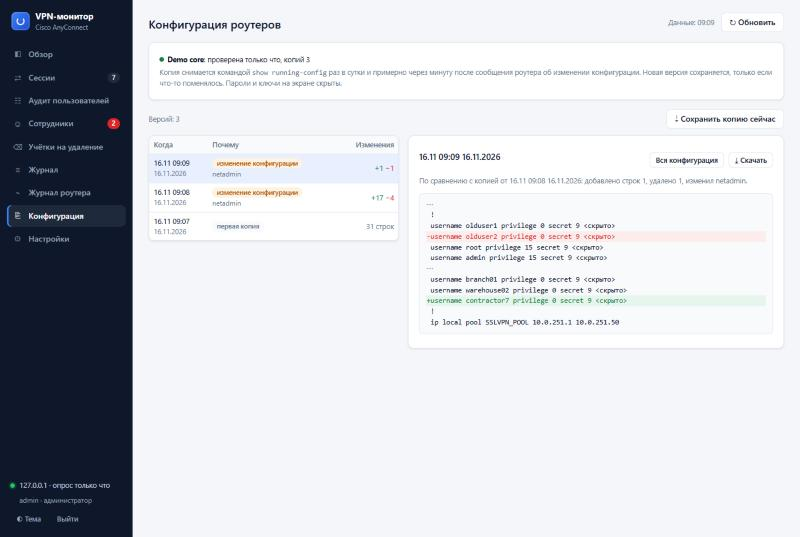 VPN-монитор
Cisco AnyConnect
Обзор
Сессии 7
Аудит пользователей
Сотрудники 2
Учётки на удаление
Журнал
Журнал роутера
Конфигурация
Настройки
127.0.0.1 · опрос только что
admin · администратор
Тема Выйти
Конфигурация роутеров
Данные: 09:09
↻ Обновить
Demo core: проверена только что, копий 3
Копия снимается командой show running-config раз в сутки и примерно через минуту после сообщения роутера об изменении конфигурации. Новая версия сохраняется, только если
что-то поменялось. Пароли и ключи на экране скрыты.
Версий: 3
↓ Сохранить копию сейчас
Когда Почему Изменения
16.11 09:09 изменение конфигурации +1 −1
16.11.2026 netadmin
16.11 09:08 изменение конфигурации +17 −4
16.11.2026 netadmin
16.11 09:07 первая копия 31 строк
16.11.2026
16.11 09:09 16.11.2026
Вся конфигурация
↓ Скачать
По сравнению с копией от 16.11 09:08 16.11.2026: добавлено строк 1, удалено 1, изменил netadmin.
...
!
username olduser1 privilege 0 secret 9 <скрыто>
-username olduser2 privilege 0 secret 9 <скрыто>
username root privilege 15 secret 9 <скрыто>
username admin privilege 15 secret 9 <скрыто>
...
username branch01 privilege 0 secret 9 <скрыто>
username warehouse02 privilege 0 secret 9 <скрыто>
+username contractor7 privilege 0 secret 9 <скрыто>
!
ip local pool SSLVPN_POOL 10.0.251.1 10.0.251.50